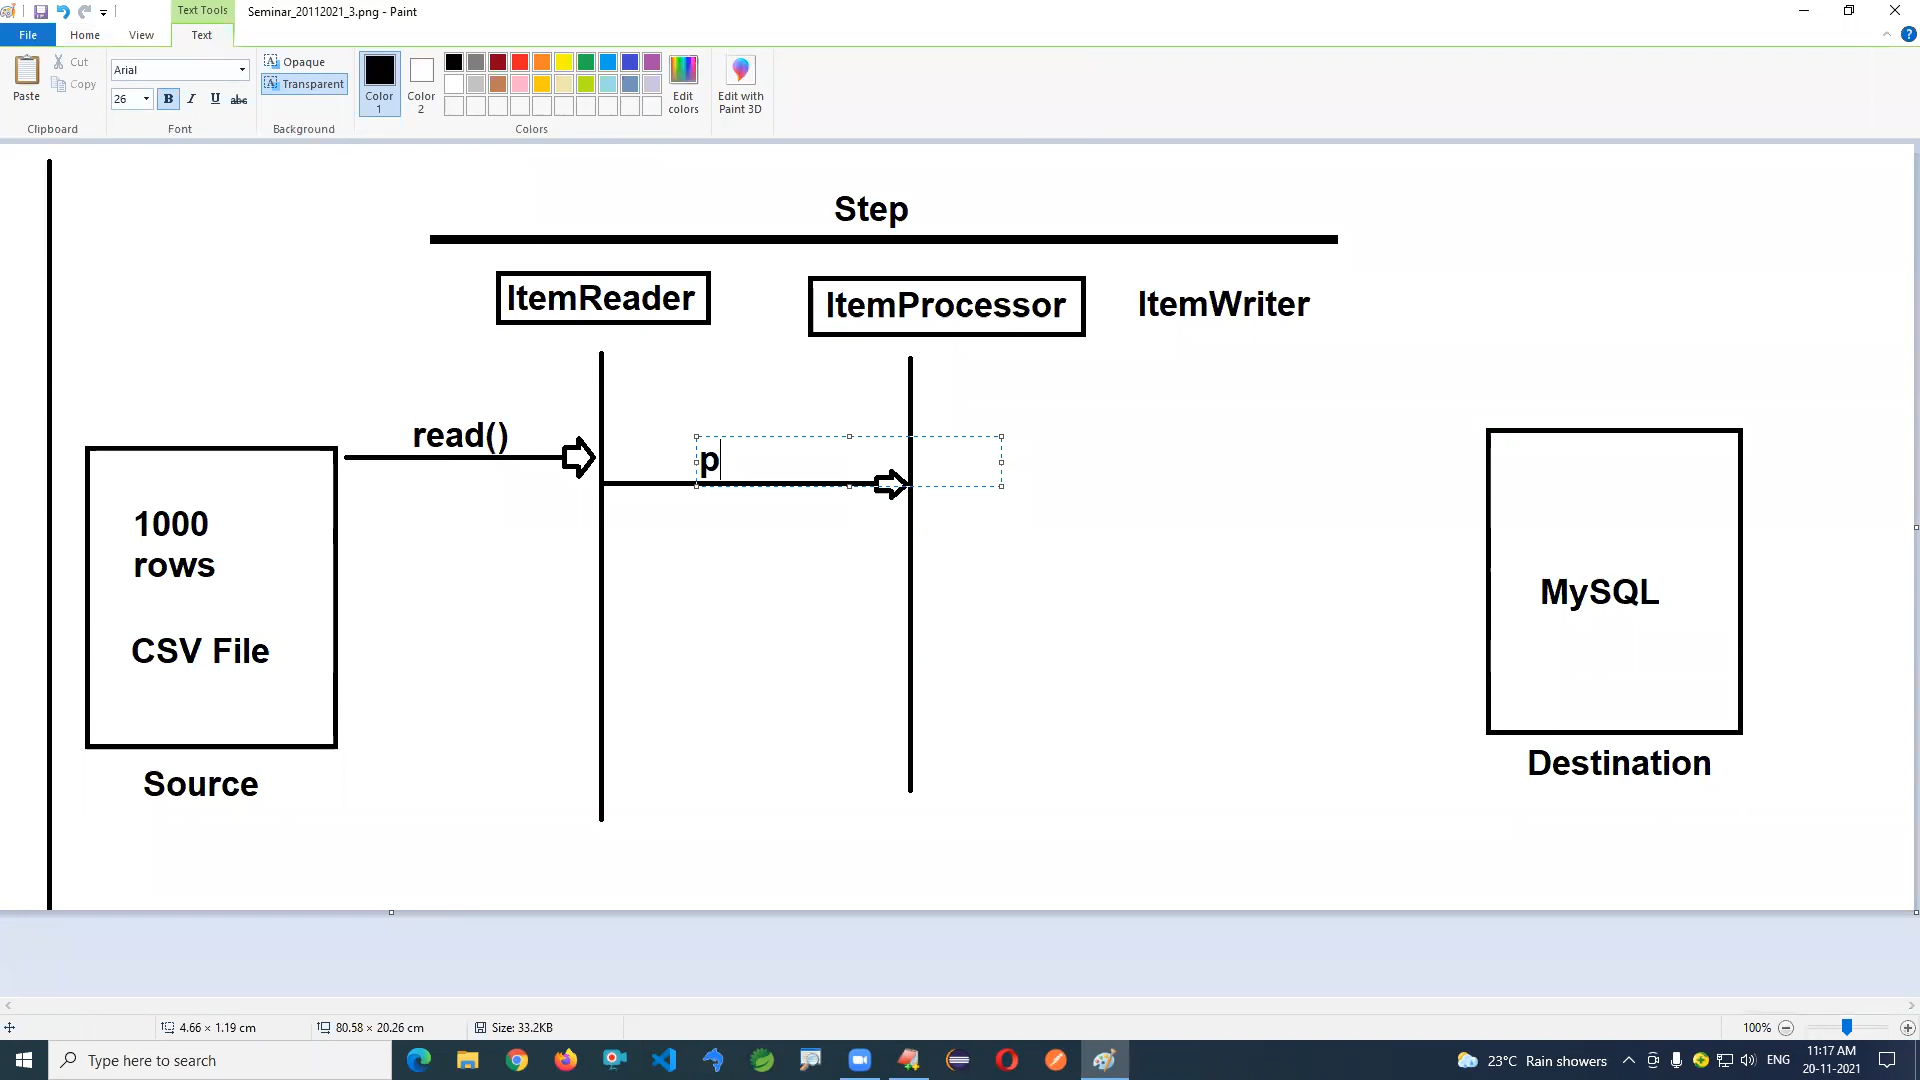 Text Tools
Seminar_20112021_3.png - Paint
File
Home
View
Text
Paste
Cut
Copy
Clipboard
Arial
26
B
I
U
abc
Font
Opaque
Transparent
Background
Color 1
Color 2
Edit colors
Colors
Edit with Paint 3D
Step
ItemReader
ItemProcessor
ItemWriter
read()
p
1000
rows
CSV File
Source
MySQL
Destination
4.66 × 1.19 cm
80.58 × 20.26 cm
Size: 33.2KB
100%
Type here to search
23°C Rain showers
ENG
11:17 AM
20-11-2021